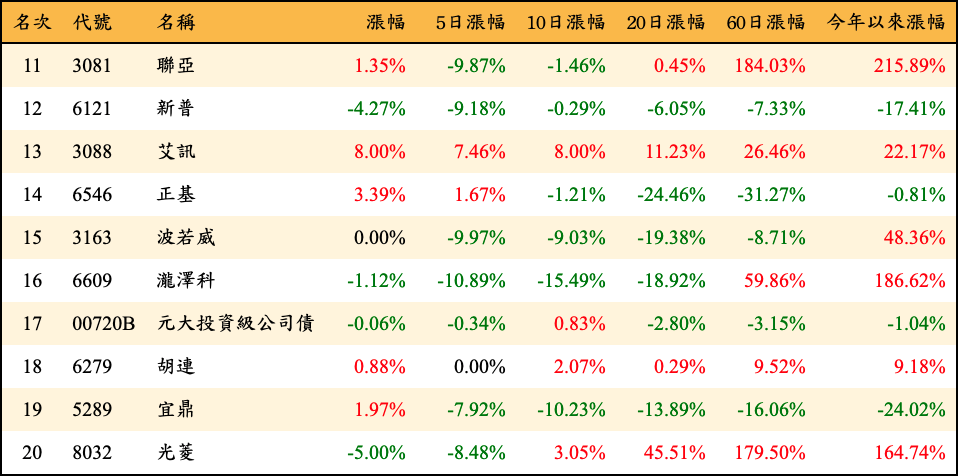 名次 代號 名稱 漲幅 5日漲幅 10日漲幅 20日漲幅 60日漲幅 今年以來漲幅
11 3081 聯亞 1.35% -9.87% -1.46% 0.45% 184.03% 215.89%
12 6121 新普 -4.27% -9.18% -0.29% -6.05% -7.33% -17.41%
13 3088 艾訊 8.00% 7.46% 8.00% 11.23% 26.46% 22.17%
14 6546 正基 3.39% 1.67% -1.21% -24.46% -31.27% -0.81%
15 3163 波若威 0.00% -9.97% -9.03% -19.38% -8.71% 48.36%
16 6609 瀧澤科 -1.12% -10.89% -15.49% -18.92% 59.86% 186.62%
17 00720B 元大投資級公司債 -0.06% -0.34% 0.83% -2.80% -3.15% -1.04%
18 6279 胡連 0.88% 0.00% 2.07% 0.29% 9.52% 9.18%
19 5289 宜鼎 1.97% -7.92% -10.23% -13.89% -16.06% -24.02%
20 8032 光菱 -5.00% -8.48% 3.05% 45.51% 179.50% 164.74%